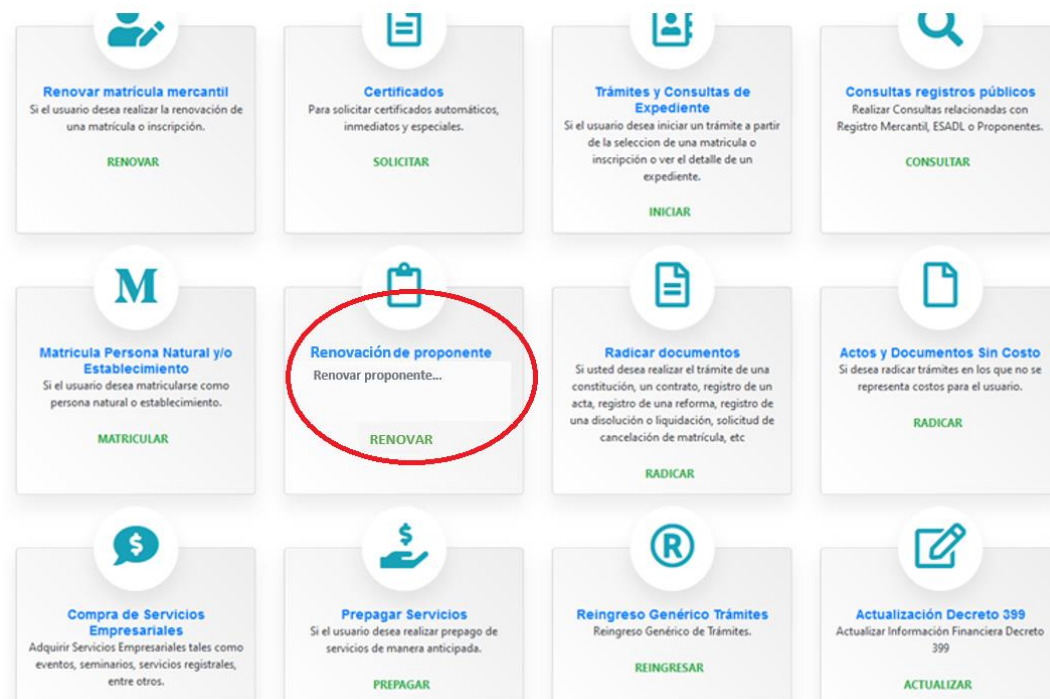 Renovar matrícula mercantil
Si el usuario desea realizar la renovación de
una matrícula o inscripción.
RENOVAR
Certificados
Para solicitar certificados automáticos,
inmediatos y especiales.
SOLICITAR
Trámites y Consultas de
Expediente
Si el usuario desea iniciar un trámite a partir
de la seleccion de una matricula o
inscripción o ver el detalle de un
expediente.
INICIAR
Consultas registros públicos
Realizar Consultas relacionadas con
Registro Mercantil, ESADL o Proponentes.
CONSULTAR
M
Matricula Persona Natural y/o
Establecimiento
Si el usuario desea matricularse como
persona natural o establecimiento.
MATRICULAR
Renovación de proponente
Renovar proponente...
RENOVAR
Radicar documentos
Si usted desea realizar el trámite de una
constitución, un contrato, registro de un
acta, registro de una reforma, registro de
una disolución o liquidación, solicitud de
cancelación de matrícula, etc
RADICAR
Actos y Documentos Sin Costo
Si desea radicar trámites en los que no se
representa costos para el usuario.
RADICAR
$
Compra de Servicios
Empresariales
Adquirir Servicios Empresariales tales como
eventos, seminarios, servicios registrales,
entre otros.
$
Prepagar Servicios
Si el usuario desea realizar prepago de
servicios de manera anticipada.
PREPAGAR
R
Reingreso Genérico Trámites
Reingreso Genérico de Trámites.
REINGRESAR
Actualización Decreto 399
Actualizar Información Financiera Decreto
399
ACTUALIZAR